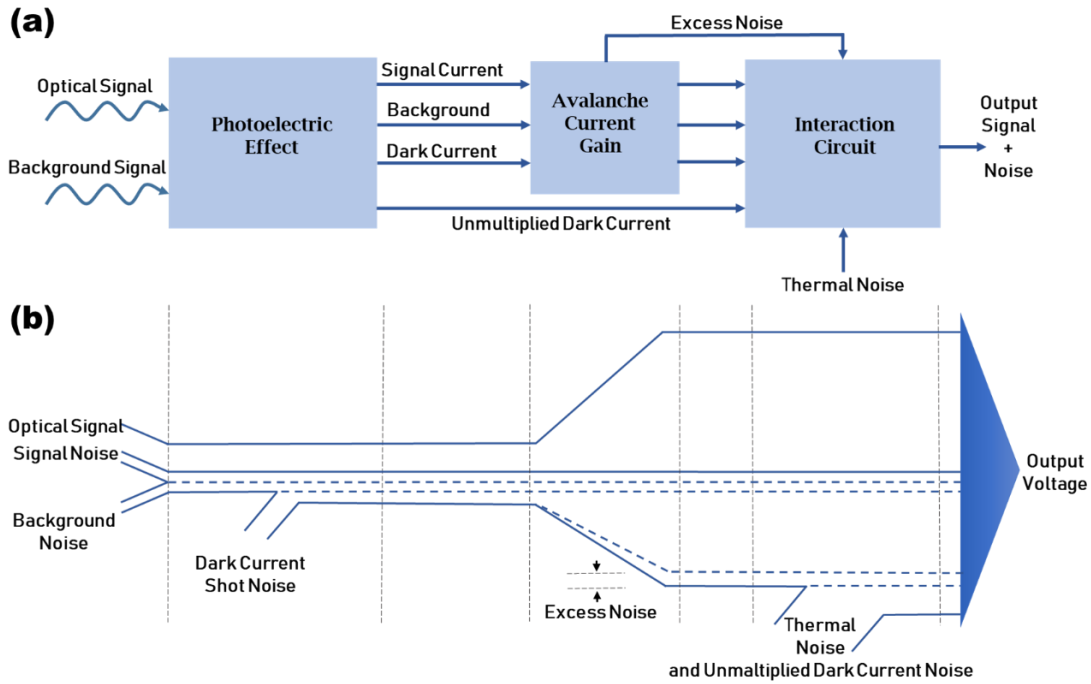 (a)
Excess Noise
Optical Signal
Background Signal
Photoelectric
Effect
Signal Current
Background
Dark Current
Avalanche
Current
Gain
Interaction
Circuit
Output
Signal
+
Noise
Unmultiplied Dark Current
Thermal Noise
(b)
Optical Signal
Signal Noise
Background
Noise
Dark Current
Shot Noise
Excess Noise
Thermal
Noise
and Unmaltiplied Dark Current Noise
Output
Voltage